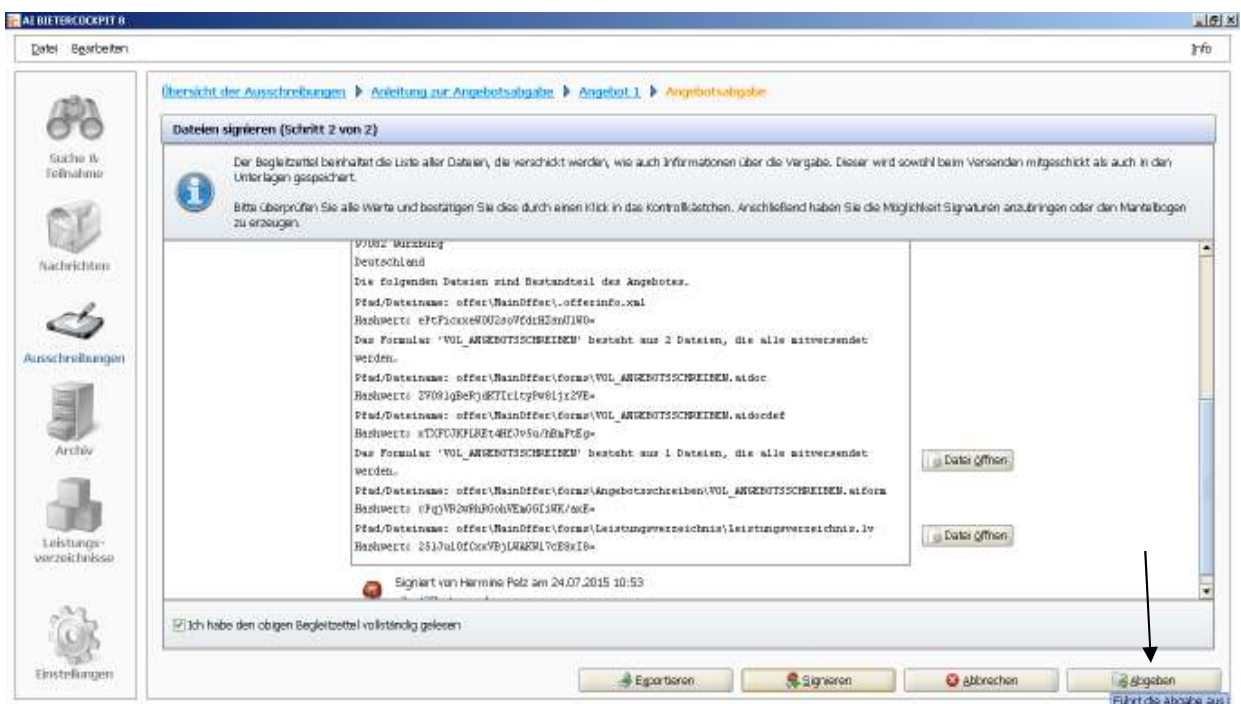 AI BIETERCOCKPIT 8
Datei Bearbeiten
Info
Suche &
Teilnahme
Nachrichten
Ausschreibungen
Archiv
Leistungs-
verzeichnisse
Einstellungen
Übersicht der Ausschreibungen Anleitung zur Angebotsabgabe Angebot 1 Angebotsabgabe
Dateien signieren (Schritt 2 von 2)
Der Begleitzettel beinhaltet die Liste aller Dateien, die verschickt werden, wie auch Informationen über die Vergabe. Dieser wird sowohl beim Versenden mitgeschickt als auch in den
Unterlagen gespeichert.
Bitte überprüfen Sie alle Werte und bestätigen Sie dies durch einen Klick in das Kontrollkästchen. Anschließend haben Sie die Möglichkeit Signaturen anzubringen oder den Mantelbogen
zu erzeugen.
97082 Würzburg
Deutschland
Die folgenden Dateien sind Bestandteil des Angebotes.
Pfad/Dateiname: offer\MainOffer\.offerinfo.xml
Hashwert:
Das Formular 'VOL_ANGEBOTSSCHREIBEN' besteht aus 2 Dateien, die alle mitversendet
werden.
Pfad/Dateiname: offer\MainOffer\forms\VOL_ANGEBOTSSCHREIBEN.aidoc
Hashwert:
Pfad/Dateiname: offer\MainOffer\forms\VOL_ANGEBOTSSCHREIBEN.aidocdef
Hashwert:
Das Formular 'VOL_ANGEBOTSSCHREIBEN' besteht aus 1 Dateien, die alle mitversendet
werden.
Pfad/Dateiname: offer\MainOffer\forms\Angebotsschreiben\VOL_ANGEBOTSSCHREIBEN.aiform
Hashwert:
Pfad/Dateiname: offer\MainOffer\forms\Leistungsverzeichnis\leistungsverzeichnis.lv
Hashwert:
Datei öffnen
Datei öffnen
Signiert von Hermine Pelz am 24.07.2015 10:53
Ich habe den obigen Begleitzettel vollständig gelesen
Exportieren Signieren Abbrechen Abgeben
Führt die Abgabe aus